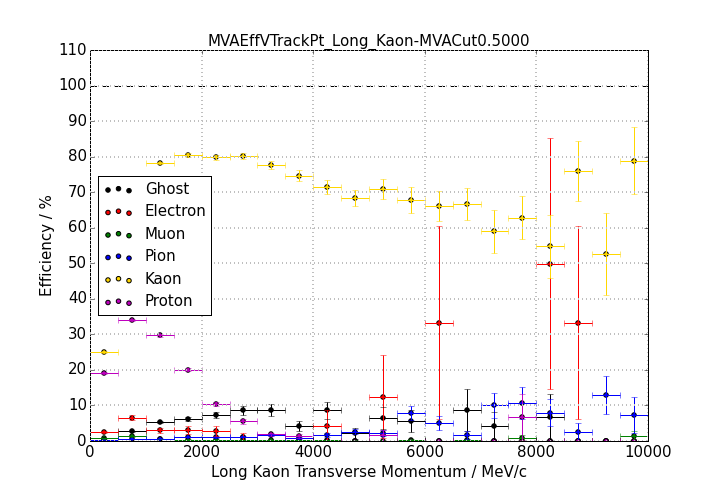 MVAEffVTrackPt_Long_Kaon-MVACut0.5000
110
100
90
80
70
60
50
40
30
20
10
0
Efficiency / %
Ghost
Electron
Muon
Pion
Kaon
Proton
0 2000 4000 6000 8000 10000
Long Kaon Transverse Momentum / MeV/c